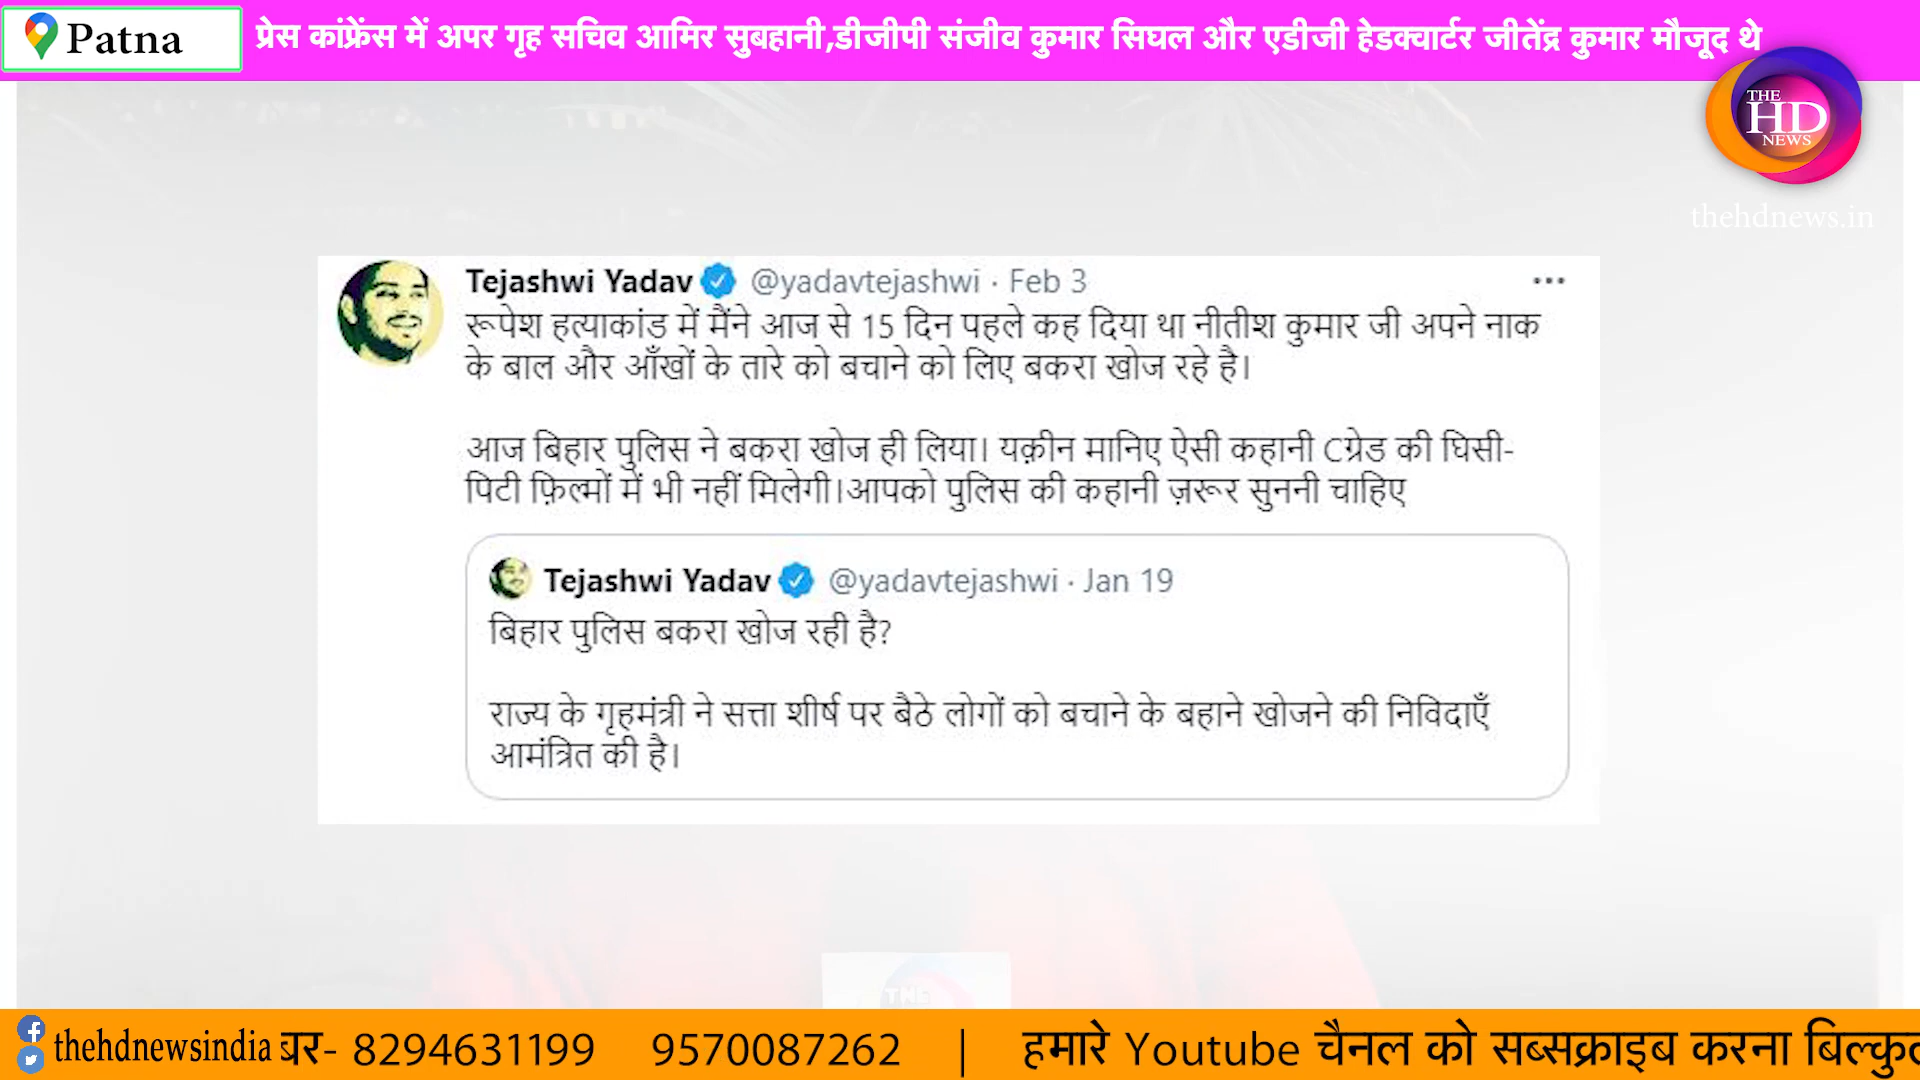 Patna
प्रेस कांफ्रेंस में अपर गृह सचिव आमिर सुबहानी,डीजीपी संजीव कुमार सिघल और एडीजी हेडक्वार्टर जीतेंद्र कुमार मौजूद थे
THE
HD
NEWS
thehdnews.in
Tejashwi Yadav @yadavtejashwi · Feb 3
रूपेश हत्याकांड में मैंने आज से 15 दिन पहले कह दिया था नीतीश कुमार जी अपने नाक
के बाल और आँखों के तारे को बचाने को लिए बकरा खोज रहे है।
आज बिहार पुलिस ने बकरा खोज ही लिया। यक़ीन मानिए ऐसी कहानी Cग्रेड की घिसी-
पिटी फ़िल्मों में भी नहीं मिलेगी।आपको पुलिस की कहानी ज़रूर सुननी चाहिए
Tejashwi Yadav @yadavtejashwi · Jan 19
बिहार पुलिस बकरा खोज रही है?
राज्य के गृहमंत्री ने सत्ता शीर्ष पर बैठे लोगों को बचाने के बहाने खोजने की निविदाएँ
आमंत्रित की है।
THE
thehdnewsindia
- 8294631199 9570087262 | हमारे Youtube चैनल को सब्सक्राइब करना